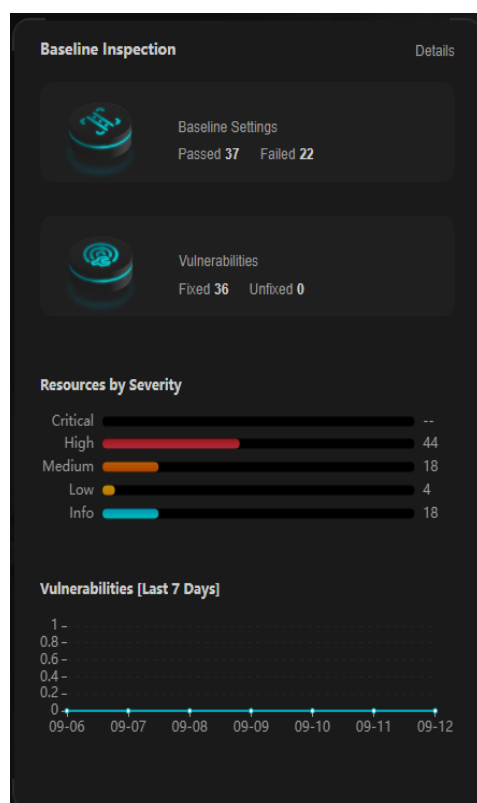 Baseline Inspection Details
Baseline Settings
Passed 37 Failed 22
Vulnerabilities
Fixed 36 Unfixed 0
Resources by Severity
Critical --
High 44
Medium 18
Low 4
Info 18
Vulnerabilities [Last 7 Days]
1
0.8
0.6
0.4
0.2
0
09-06 09-07 09-08 09-09 09-10 09-11 09-12